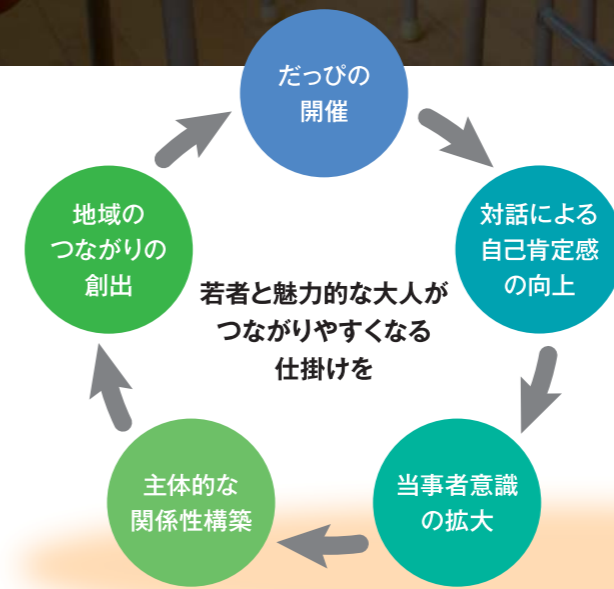 だっぴの
開催
対話による
自己肯定感
の向上
当事者意識
の拡大
主体的な
関係性構築
地域の
つながりの
創出
若者と魅力的な大人が
つながりやすくなる
仕掛けを